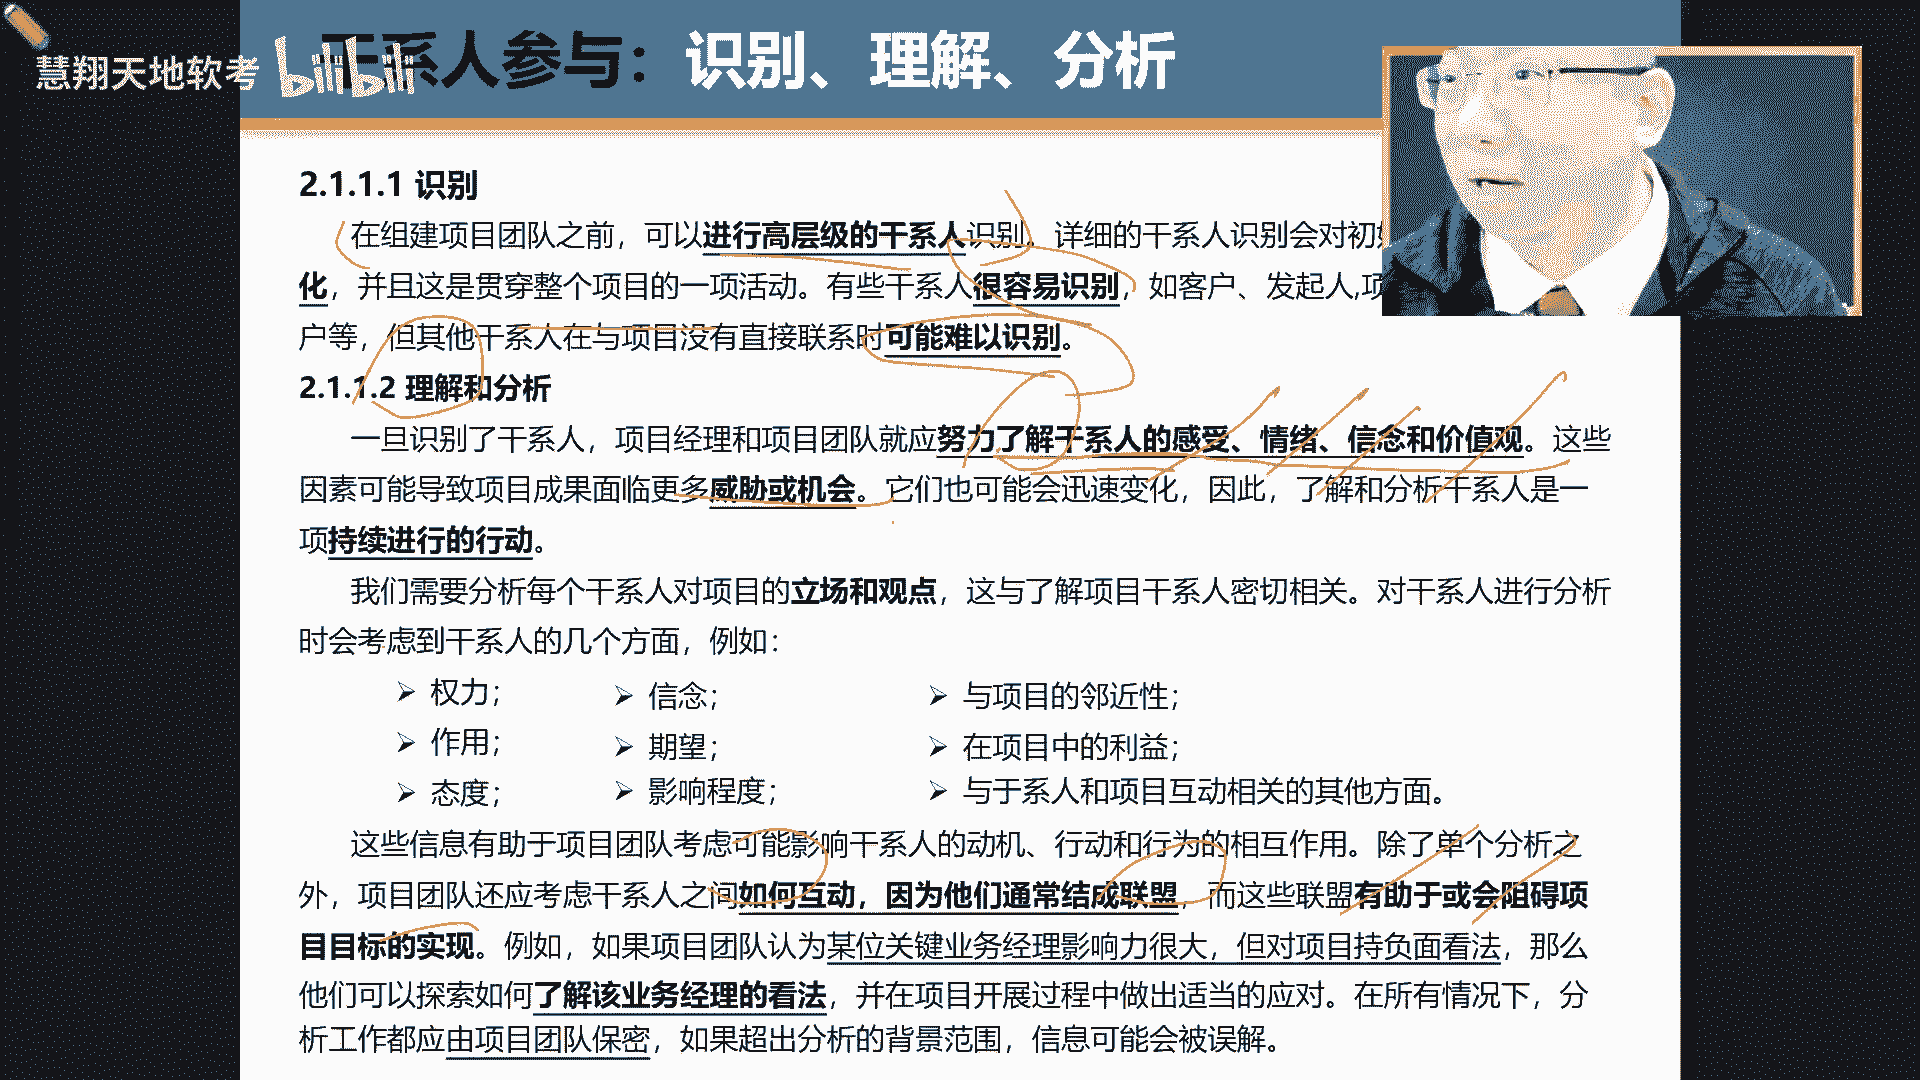 慧翔天地软考 bilibili
干系人参与：识别、理解、分析
2.1.1.1 识别
在组建项目团队之前，可以进行高层级的干系人识别。详细的干系人识别会对初
化，并且这是贯穿整个项目的一项活动。有些干系人很容易识别，如客户、发起人,项
户等，但其他干系人在与项目没有直接联系时可能难以识别。
2.1.1.2 理解和分析
一旦识别了干系人，项目经理和项目团队就应努力了解干系人的感受、情绪、信念和价值观。这些
因素可能导致项目成果面临更多威胁或机会。它们也可能会迅速变化，因此，了解和分析干系人是一
项持续进行的行动。
我们需要分析每个干系人对项目的立场和观点，这与了解项目干系人密切相关。对干系人进行分析
时会考虑到干系人的几个方面，例如：
➢ 权力； ➢ 信念； ➢ 与项目的邻近性；
➢ 作用； ➢ 期望； ➢ 在项目中的利益；
➢ 态度； ➢ 影响程度； ➢ 与于系人和项目互动相关的其他方面。
这些信息有助于项目团队考虑可能影响干系人的动机、行动和行为的相互作用。除了单个分析之
外，项目团队还应考虑干系人之间如何互动，因为他们通常结成联盟，而这些联盟有助于或会阻碍项
目目标的实现。例如，如果项目团队认为某位关键业务经理影响力很大，但对项目持负面看法，那么
他们可以探索如何了解该业务经理的看法，并在项目开展过程中做出适当的应对。在所有情况下，分
析工作都应由项目团队保密，如果超出分析的背景范围，信息可能会被误解。